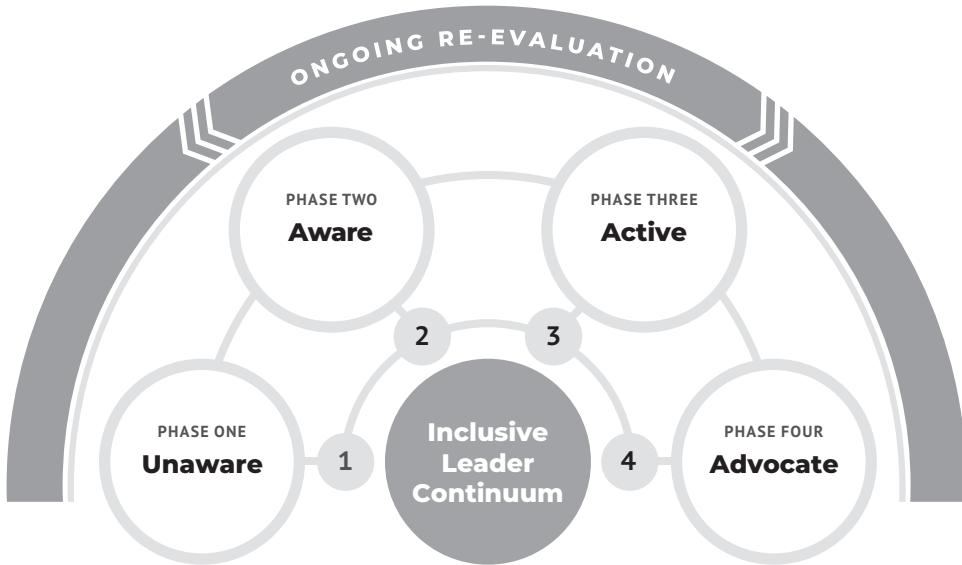 ONGOING RE-EVALUATION
PHASE TWO
Aware
PHASE THREE
Active
2
3
PHASE ONE
Unaware
1
Inclusive
Leader
Continuum
4
PHASE FOUR
Advocate